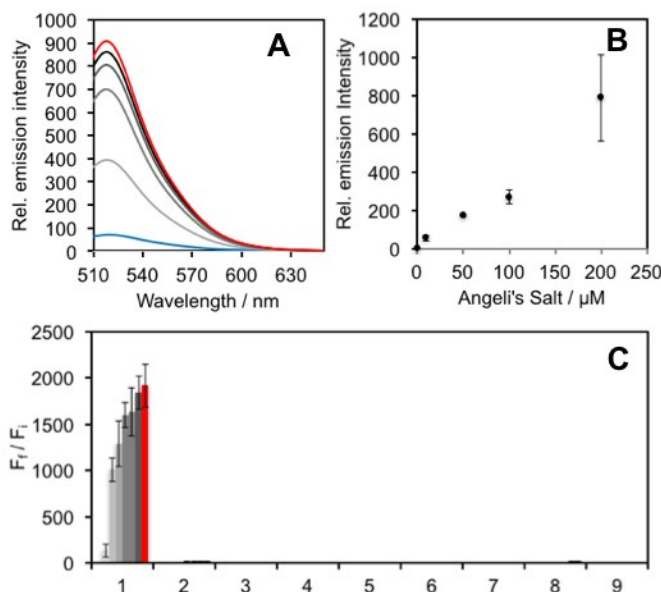 A
1000
900
800
700
600
500
400
300
200
100
0
Rel. emission intensity
510 540 570 600 630
Wavelength / nm
B
1200
1000
800
600
400
200
0
Rel. emission Intensity
0 50 100 150 200 250
Angeli's Salt / µM
C
2500
2000
1500
1000
500
0
Ff / Fi
1 2 3 4 5 6 7 8 9